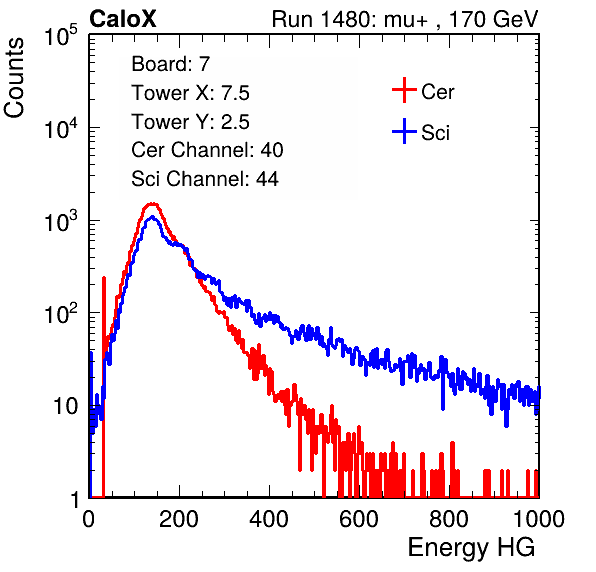 CaloX Run 1480: mu+ , 170 GeV
Counts
Board: 7
Tower X: 7.5
Tower Y: 2.5
Cer Channel: 40
Sci Channel: 44
Cer
Sci
10^5
10^4
10^3
10^2
10
1
0 200 400 600 800 1000
Energy HG